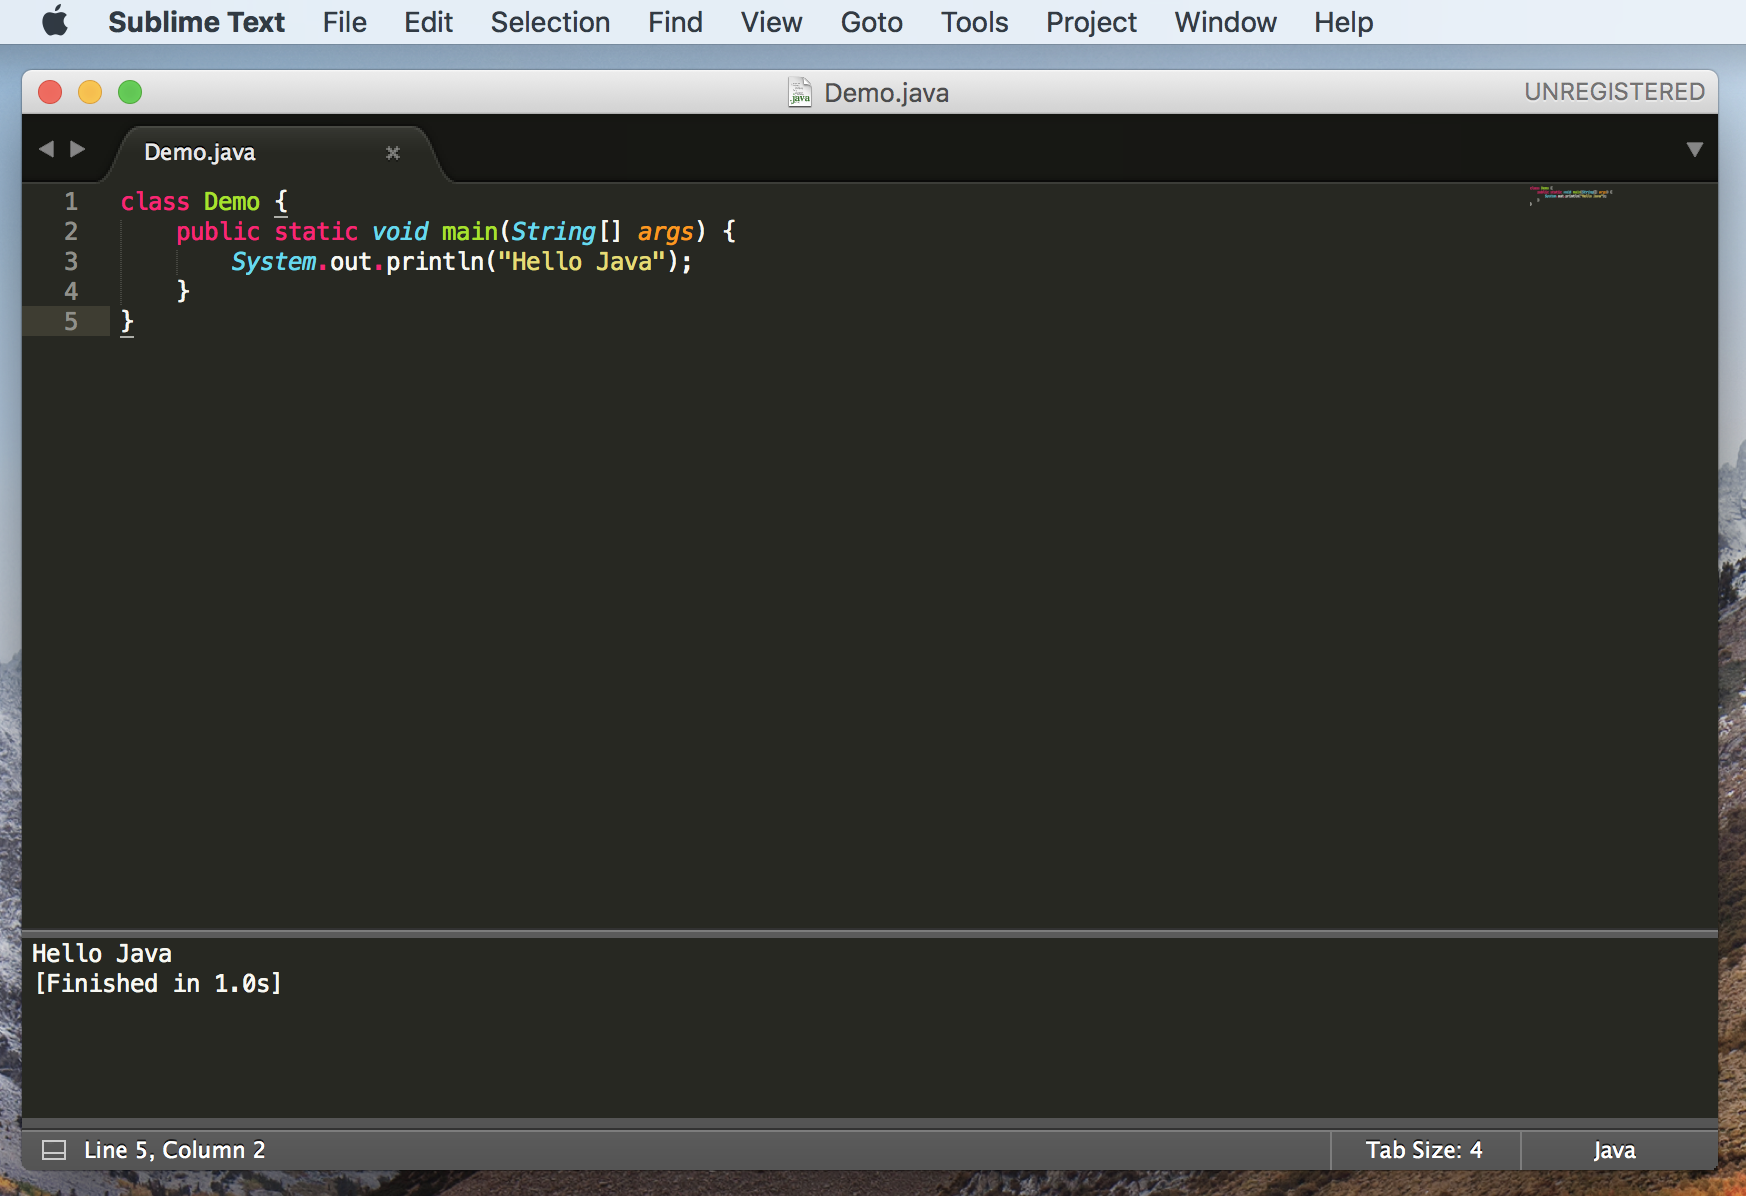 Sublime Text File Edit Selection Find View Goto Tools Project Window Help
Demo.java UNREGISTERED
Demo.java
1 class Demo {
2     public static void main(String[] args) {
3         System.out.println("Hello Java");
4     }
5 }
Hello Java
[Finished in 1.0s]
Line 5, Column 2 Tab Size: 4 Java